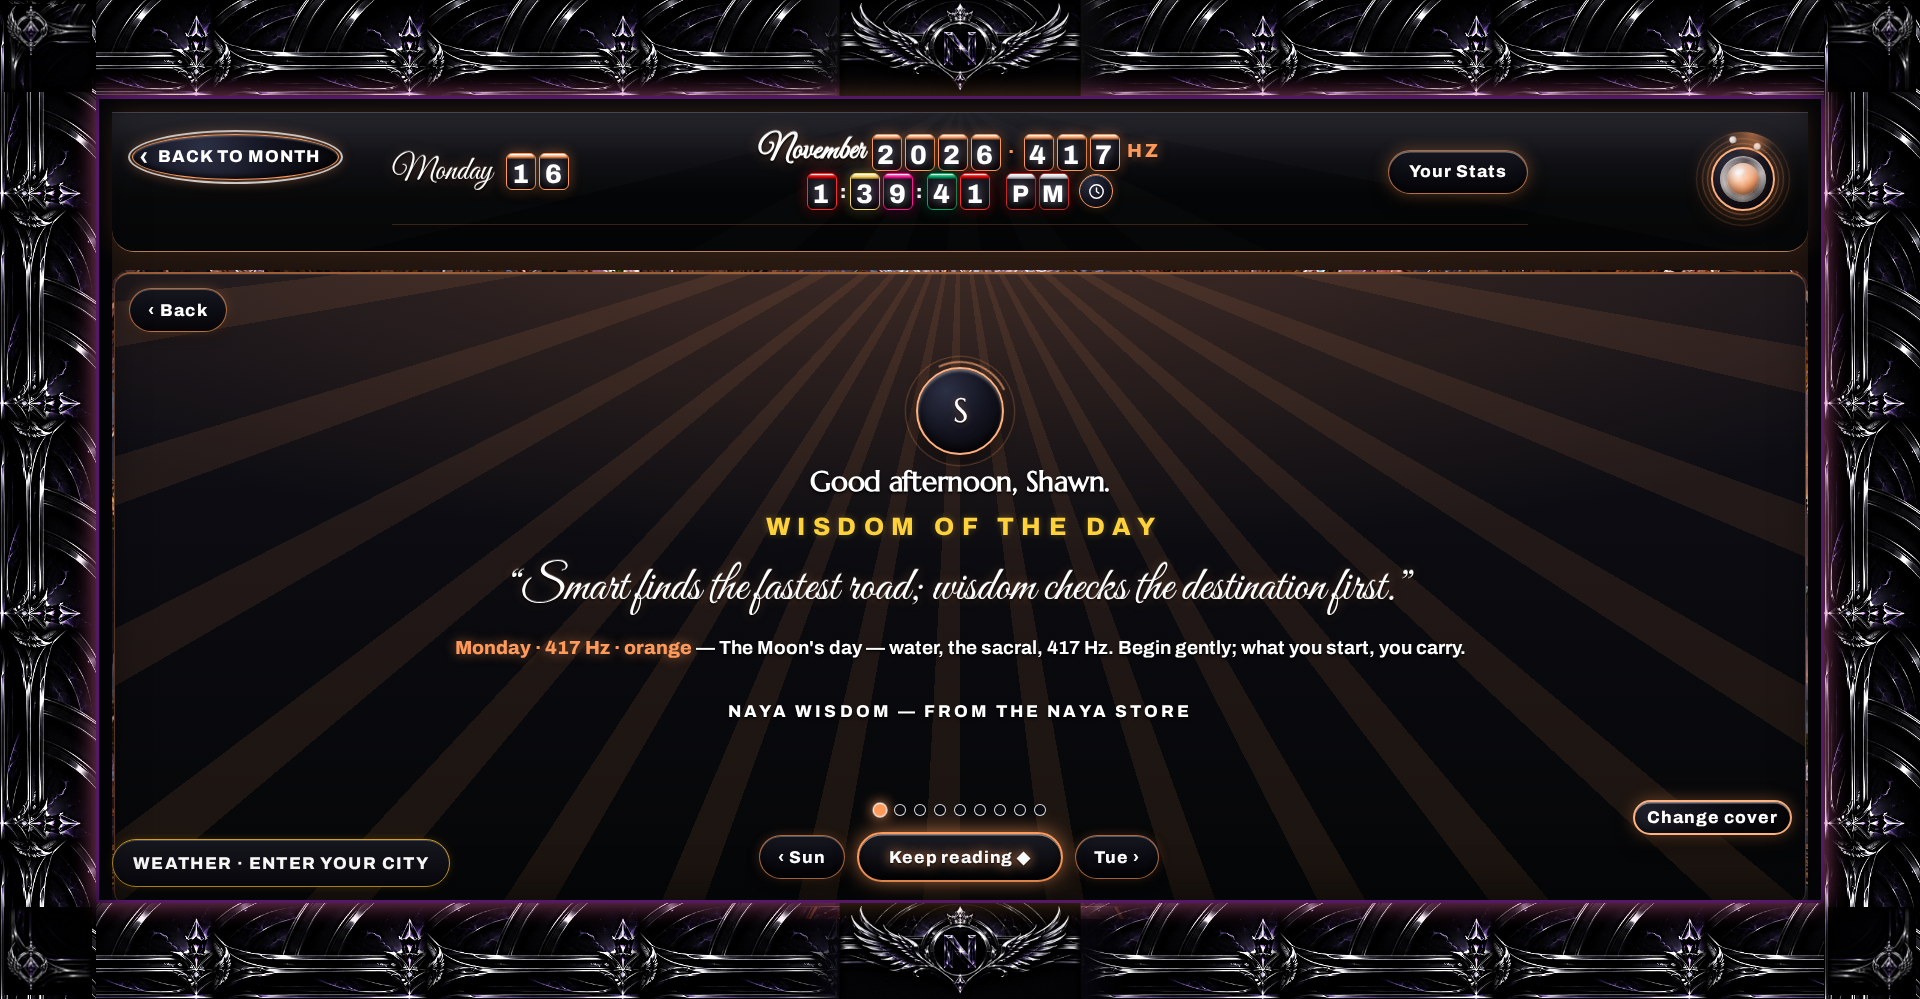 ‹ BACK TO MONTH
Monday 16
November 2026 · 417 HZ
1:39:41 PM
Your Stats
‹ Back
S
Good afternoon, Shawn.
WISDOM OF THE DAY
“Smart finds the fastest road; wisdom checks the destination first.”
Monday · 417 Hz · orange — The Moon's day — water, the sacral, 417 Hz. Begin gently; what you start, you carry.
NAYA WISDOM — FROM THE NAYA STORE
Change cover
WEATHER · ENTER YOUR CITY
‹ Sun
Keep reading ◆
Tue ›
N
N